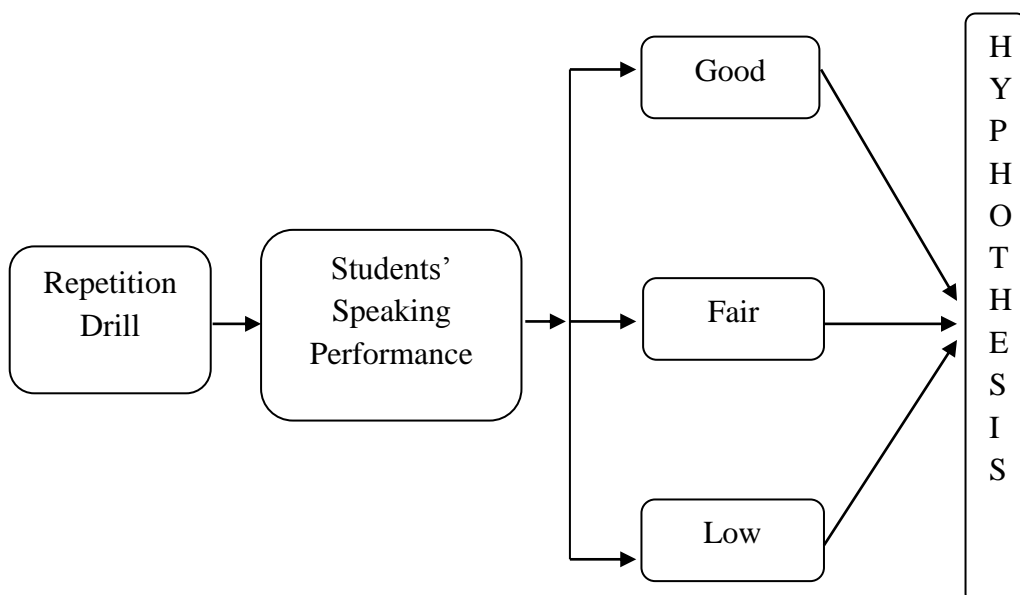 Repetition
Drill
Students’
Speaking
Performance
Good
Fair
Low
H
Y
P
H
O
T
H
E
S
I
S